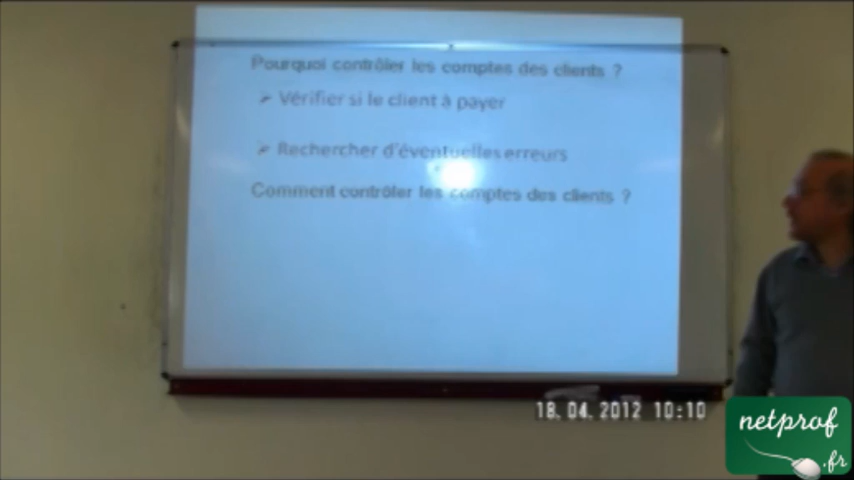 Pourquoi contrôler les comptes des clients ?
➢ Vérifier si le client à payer
➢ Rechercher d'éventuelles erreurs
Comment contrôler les comptes des clients ?
18.04.2012 10:10
netprof
.fr